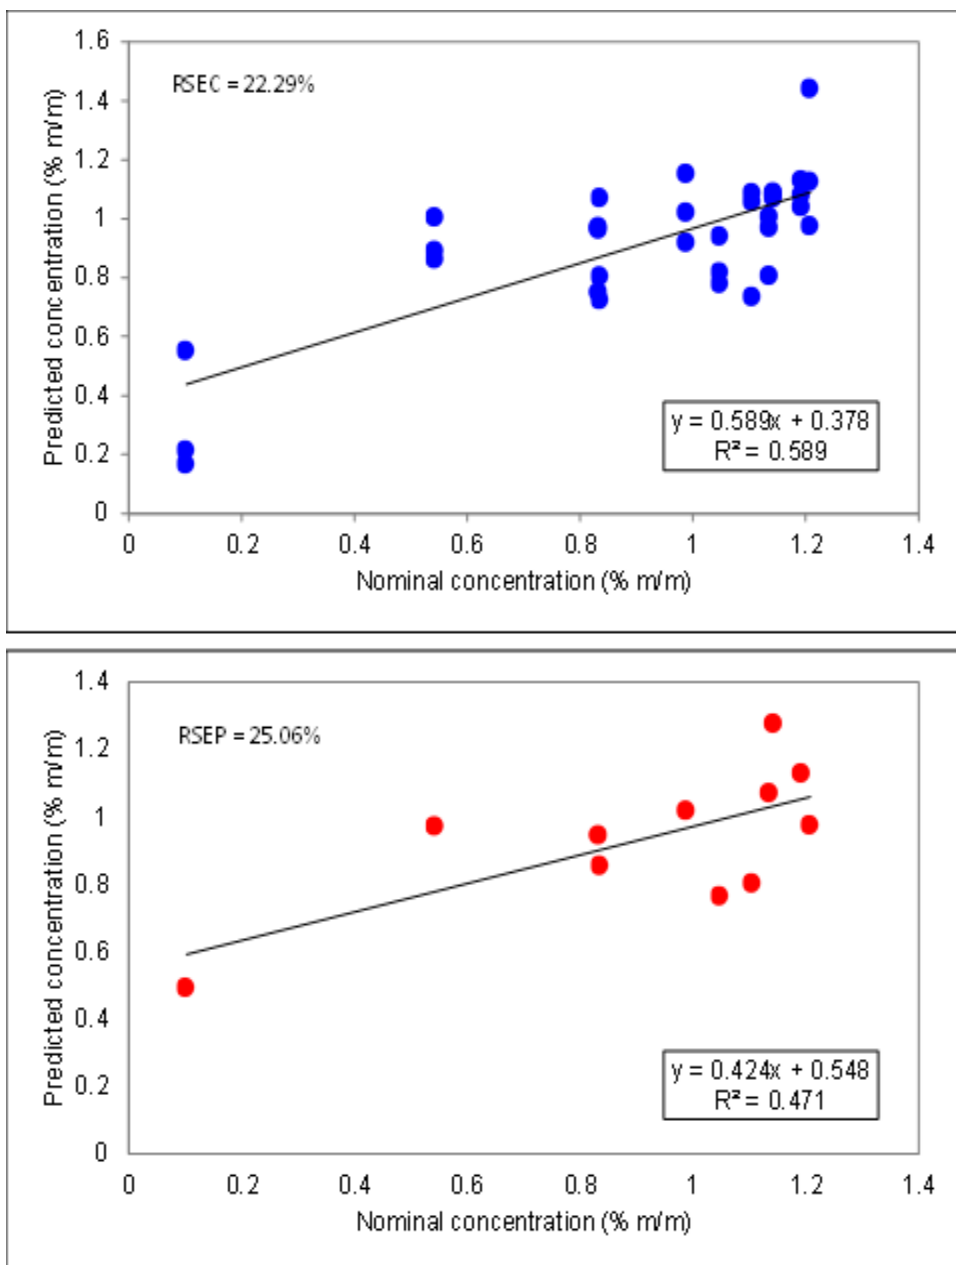 1.6
1.4
1.2
1
0.8
0.6
0.4
0.2
0
Predicted concentration (% m/m)
RSEC = 22.29%
y = 0.589x + 0.378
R² = 0.589
0 0.2 0.4 0.6 0.8 1 1.2 1.4
Nominal concentration (% m/m)
1.4
1.2
1
0.8
0.6
0.4
0.2
0
Predicted concentration (% m/m)
RSEP = 25.06%
y = 0.424x + 0.548
R² = 0.471
0 0.2 0.4 0.6 0.8 1 1.2 1.4
Nominal concentration (% m/m)